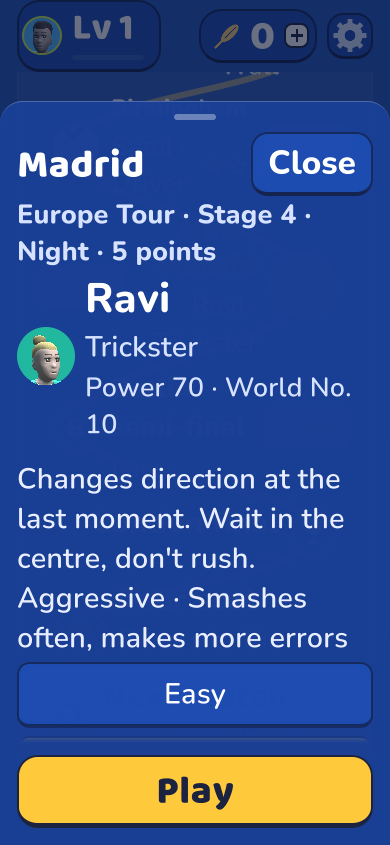 Lv 1
0
Madrid
Close
Europe Tour · Stage 4 ·
Night · 5 points
Ravi
Trickster
Power 70 · World No.
10
Changes direction at the
last moment. Wait in the
centre, don't rush.
Aggressive · Smashes
often, makes more errors
Easy
Play